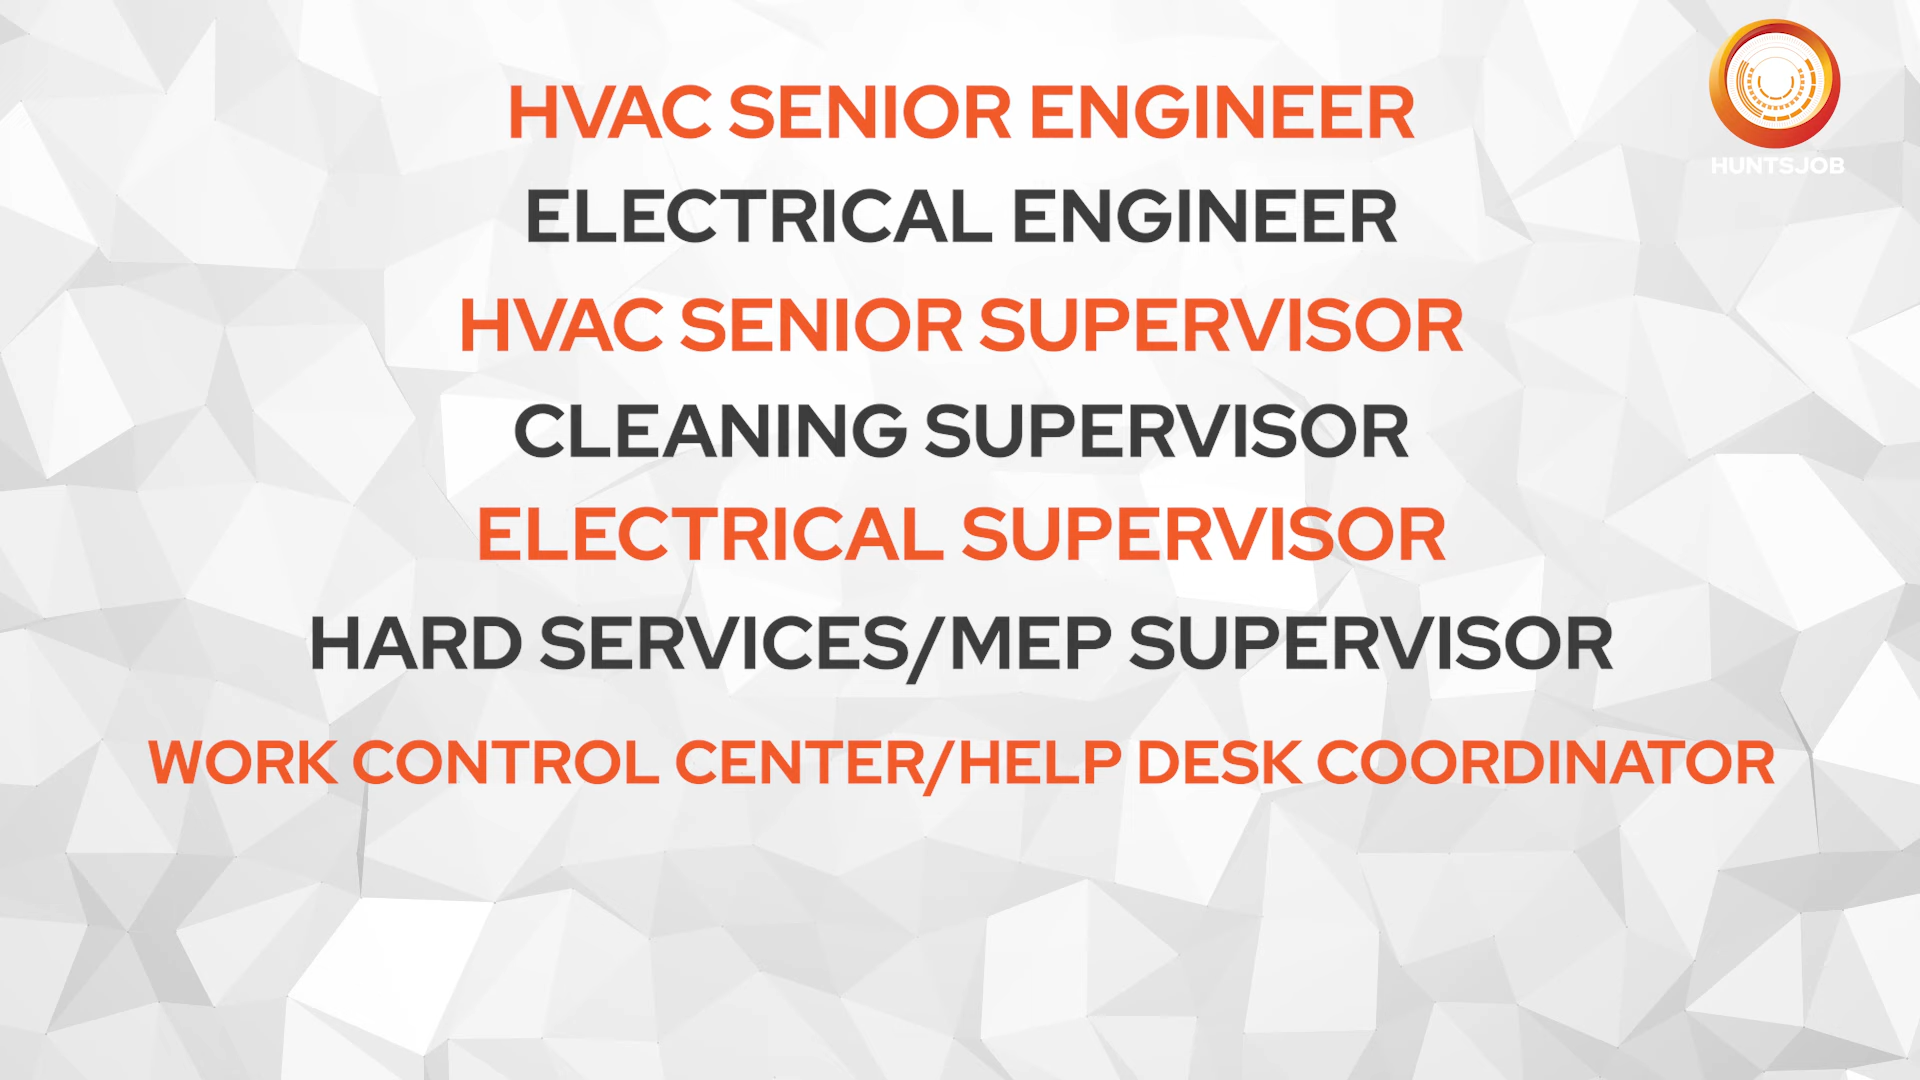 HVAC SENIOR ENGINEER
HUNTSJOB
ELECTRICAL ENGINEER
HVAC SENIOR SUPERVISOR
CLEANING SUPERVISOR
ELECTRICAL SUPERVISOR
HARD SERVICES/MEP SUPERVISOR
WORK CONTROL CENTER/HELP DESK COORDINATOR